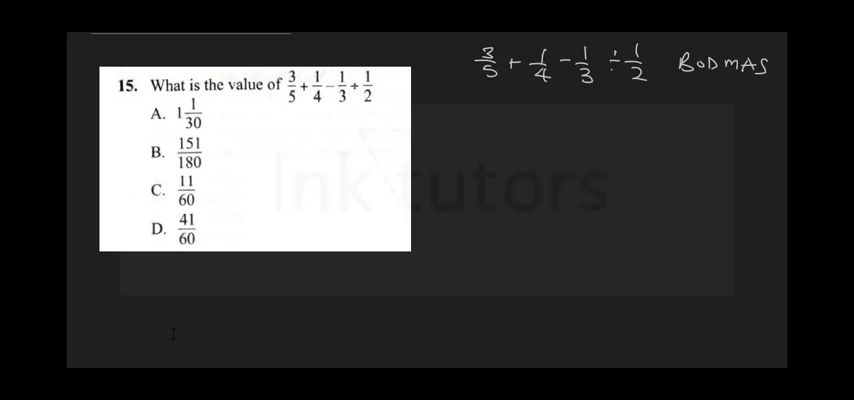 3/5 + 1/4 - 1/3 ÷ 1/2 BODMAS
15. What is the value of 3/5 + 1/4 - 1/3 + 1/2
A. 1 1/30
B. 151/180
C. 11/60
D. 41/60
Ink tutors